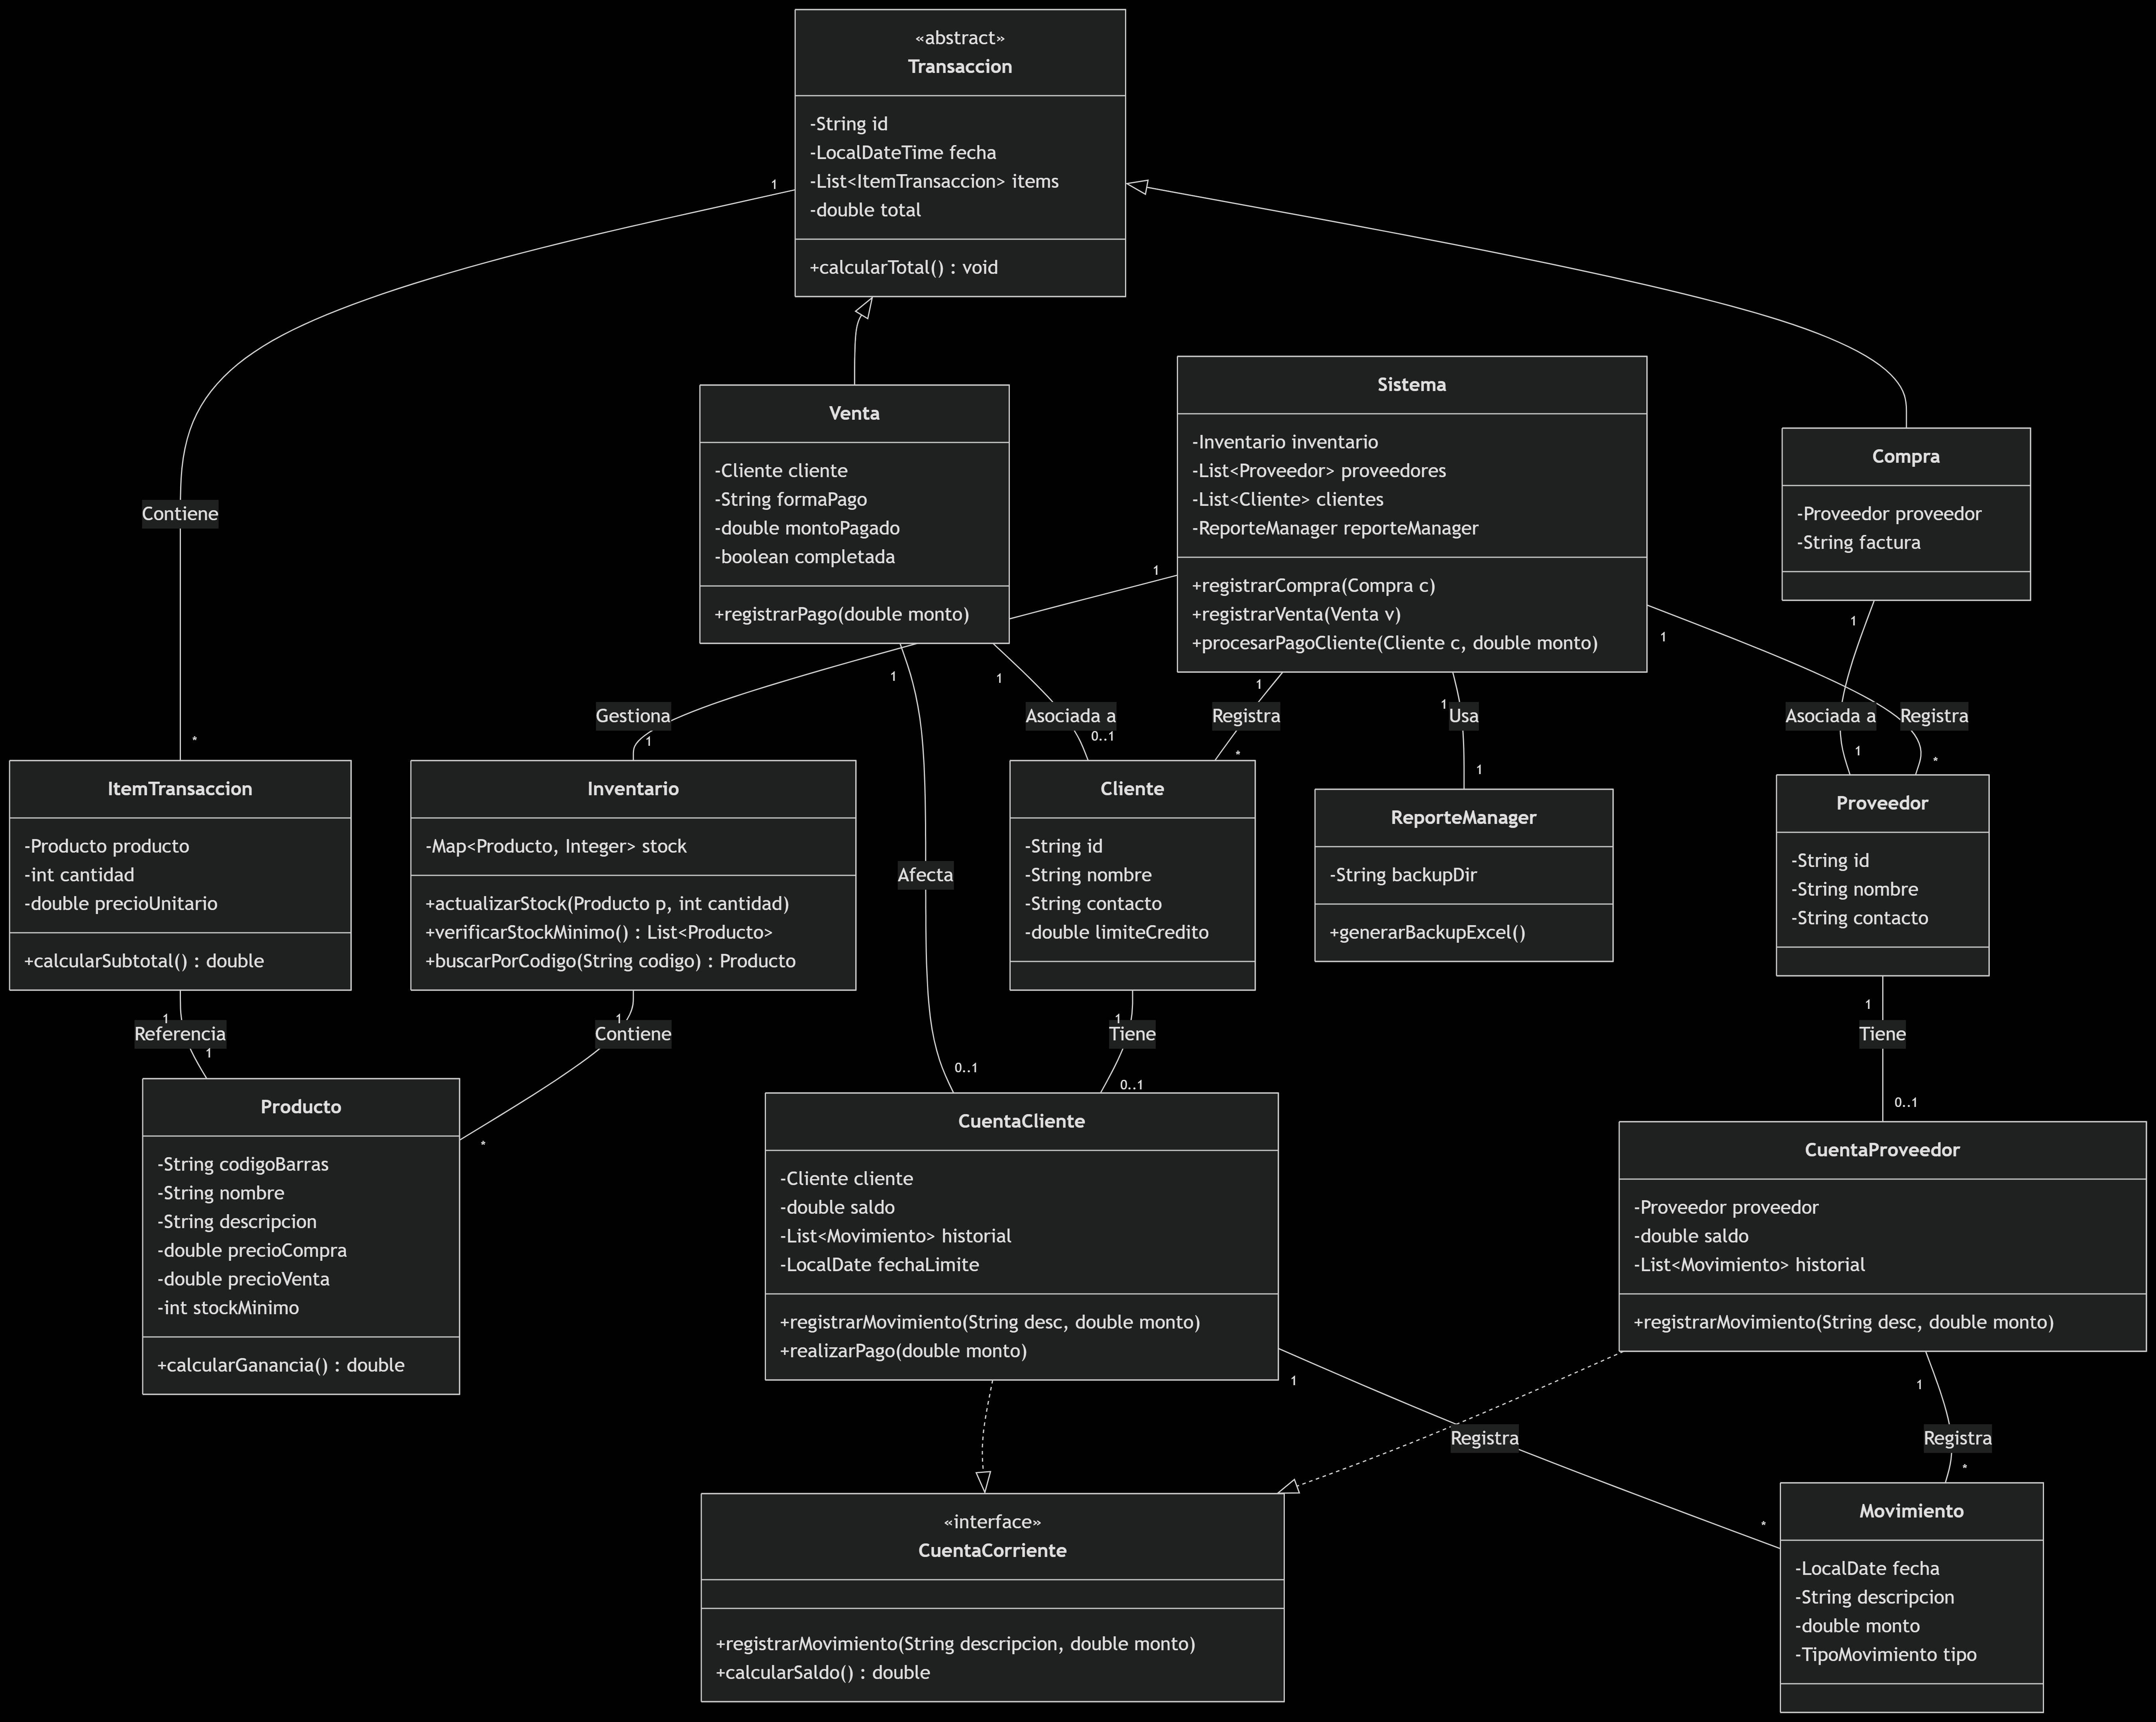 «abstract»
Transaccion
-String id
-LocalDateTime fecha
-List<ItemTransaccion> items
-double total
+calcularTotal() : void
1
Venta
-Cliente cliente
-String formaPago
-double montoPagado
-boolean completada
+registrarPago(double monto)
Sistema
-Inventario inventario
-List<Proveedor> proveedores
-List<Cliente> clientes
-ReporteManager reporteManager
+registrarCompra(Compra c)
+registrarVenta(Venta v)
+procesarPagoCliente(Cliente c, double monto)
Compra
-Proveedor proveedor
-String factura
Contiene
*
1
Gestiona
1
1
Afecta
0..1
1
Asociada a
0..1
1
Registra
*
1
Usa
1
1
Asociada a
1
1
Registra
*
ItemTransaccion
-Producto producto
-int cantidad
-double precioUnitario
+calcularSubtotal() : double
Inventario
-Map<Producto, Integer> stock
+actualizarStock(Producto p, int cantidad)
+verificarStockMinimo() : List<Producto>
+buscarPorCodigo(String codigo) : Producto
Cliente
-String id
-String nombre
-String contacto
-double limiteCredito
ReporteManager
-String backupDir
+generarBackupExcel()
Proveedor
-String id
-String nombre
-String contacto
1
Referencia
1
1
Contiene
*
1
Tiene
0..1
1
Tiene
0..1
Producto
-String codigoBarras
-String nombre
-String descripcion
-double precioCompra
-double precioVenta
-int stockMinimo
+calcularGanancia() : double
CuentaCliente
-Cliente cliente
-double saldo
-List<Movimiento> historial
-LocalDate fechaLimite
+registrarMovimiento(String desc, double monto)
+realizarPago(double monto)
CuentaProveedor
-Proveedor proveedor
-double saldo
-List<Movimiento> historial
+registrarMovimiento(String desc, double monto)
1
Registra
*
1
Registra
*
«interface»
CuentaCorriente
+registrarMovimiento(String descripcion, double monto)
+calcularSaldo() : double
Movimiento
-LocalDate fecha
-String descripcion
-double monto
-TipoMovimiento tipo